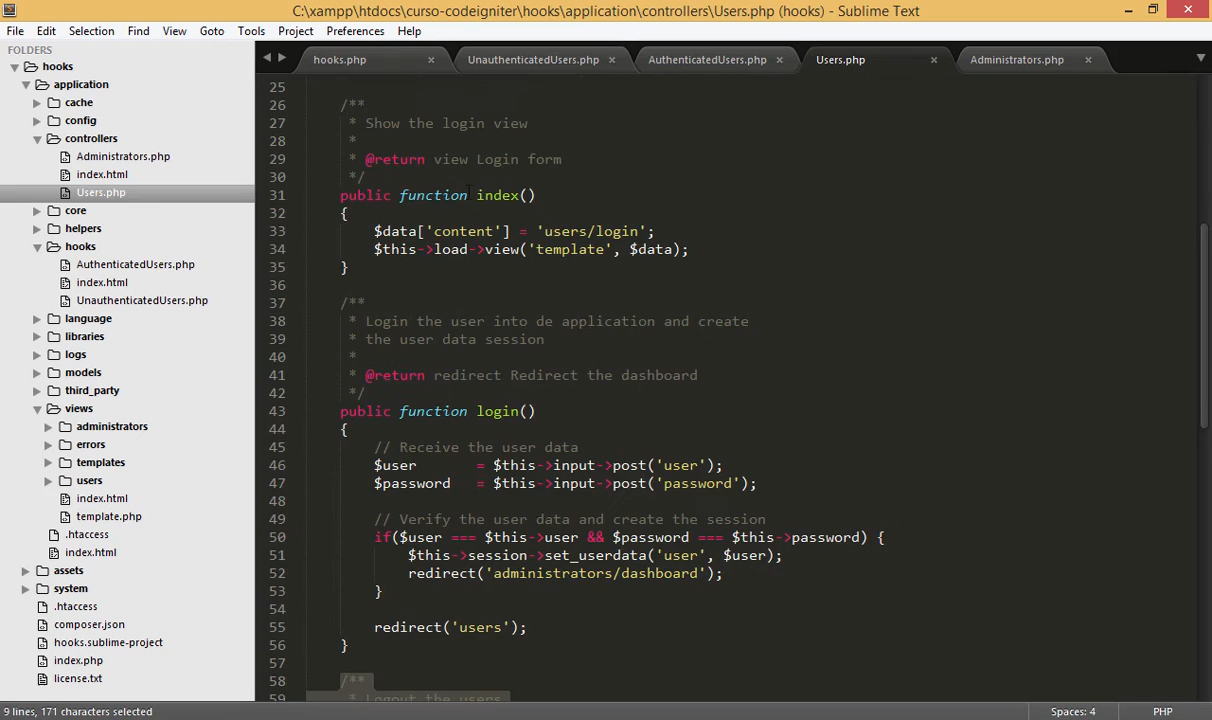 C:\xampp\htdocs\curso-codeigniter\hooks\application\controllers\Users.php (hooks) - Sublime Text
File Edit Selection Find View Goto Tools Project Preferences Help
FOLDERS
hooks
application
cache
config
controllers
Administrators.php
index.html
Users.php
core
helpers
hooks
AuthenticatedUsers.php
index.html
UnauthenticatedUsers.php
language
libraries
logs
models
third_party
views
administrators
errors
templates
users
index.html
template.php
.htaccess
index.html
assets
system
.htaccess
composer.json
hooks.sublime-project
index.php
license.txt
hooks.php UnauthenticatedUsers.php AuthenticatedUsers.php Users.php Administrators.php
25
26 /**
27 * Show the login view
28 *
29 * @return view Login form
30 */
31 public function index()
32 {
33 $data['content'] = 'users/login';
34 $this->load->view('template', $data);
35 }
36
37 /**
38 * Login the user into de application and create
39 * the user data session
40 *
41 * @return redirect Redirect the dashboard
42 */
43 public function login()
44 {
45 // Receive the user data
46 $user = $this->input->post('user');
47 $password = $this->input->post('password');
48
49 // Verify the user data and create the session
50 if($user === $this->user && $password === $this->password) {
51 $this->session->set_userdata('user', $user);
52 redirect('administrators/dashboard');
53 }
54
55 redirect('users');
56 }
57
58 /**
59 * Logout the users
9 lines, 171 characters selected Spaces: 4 PHP